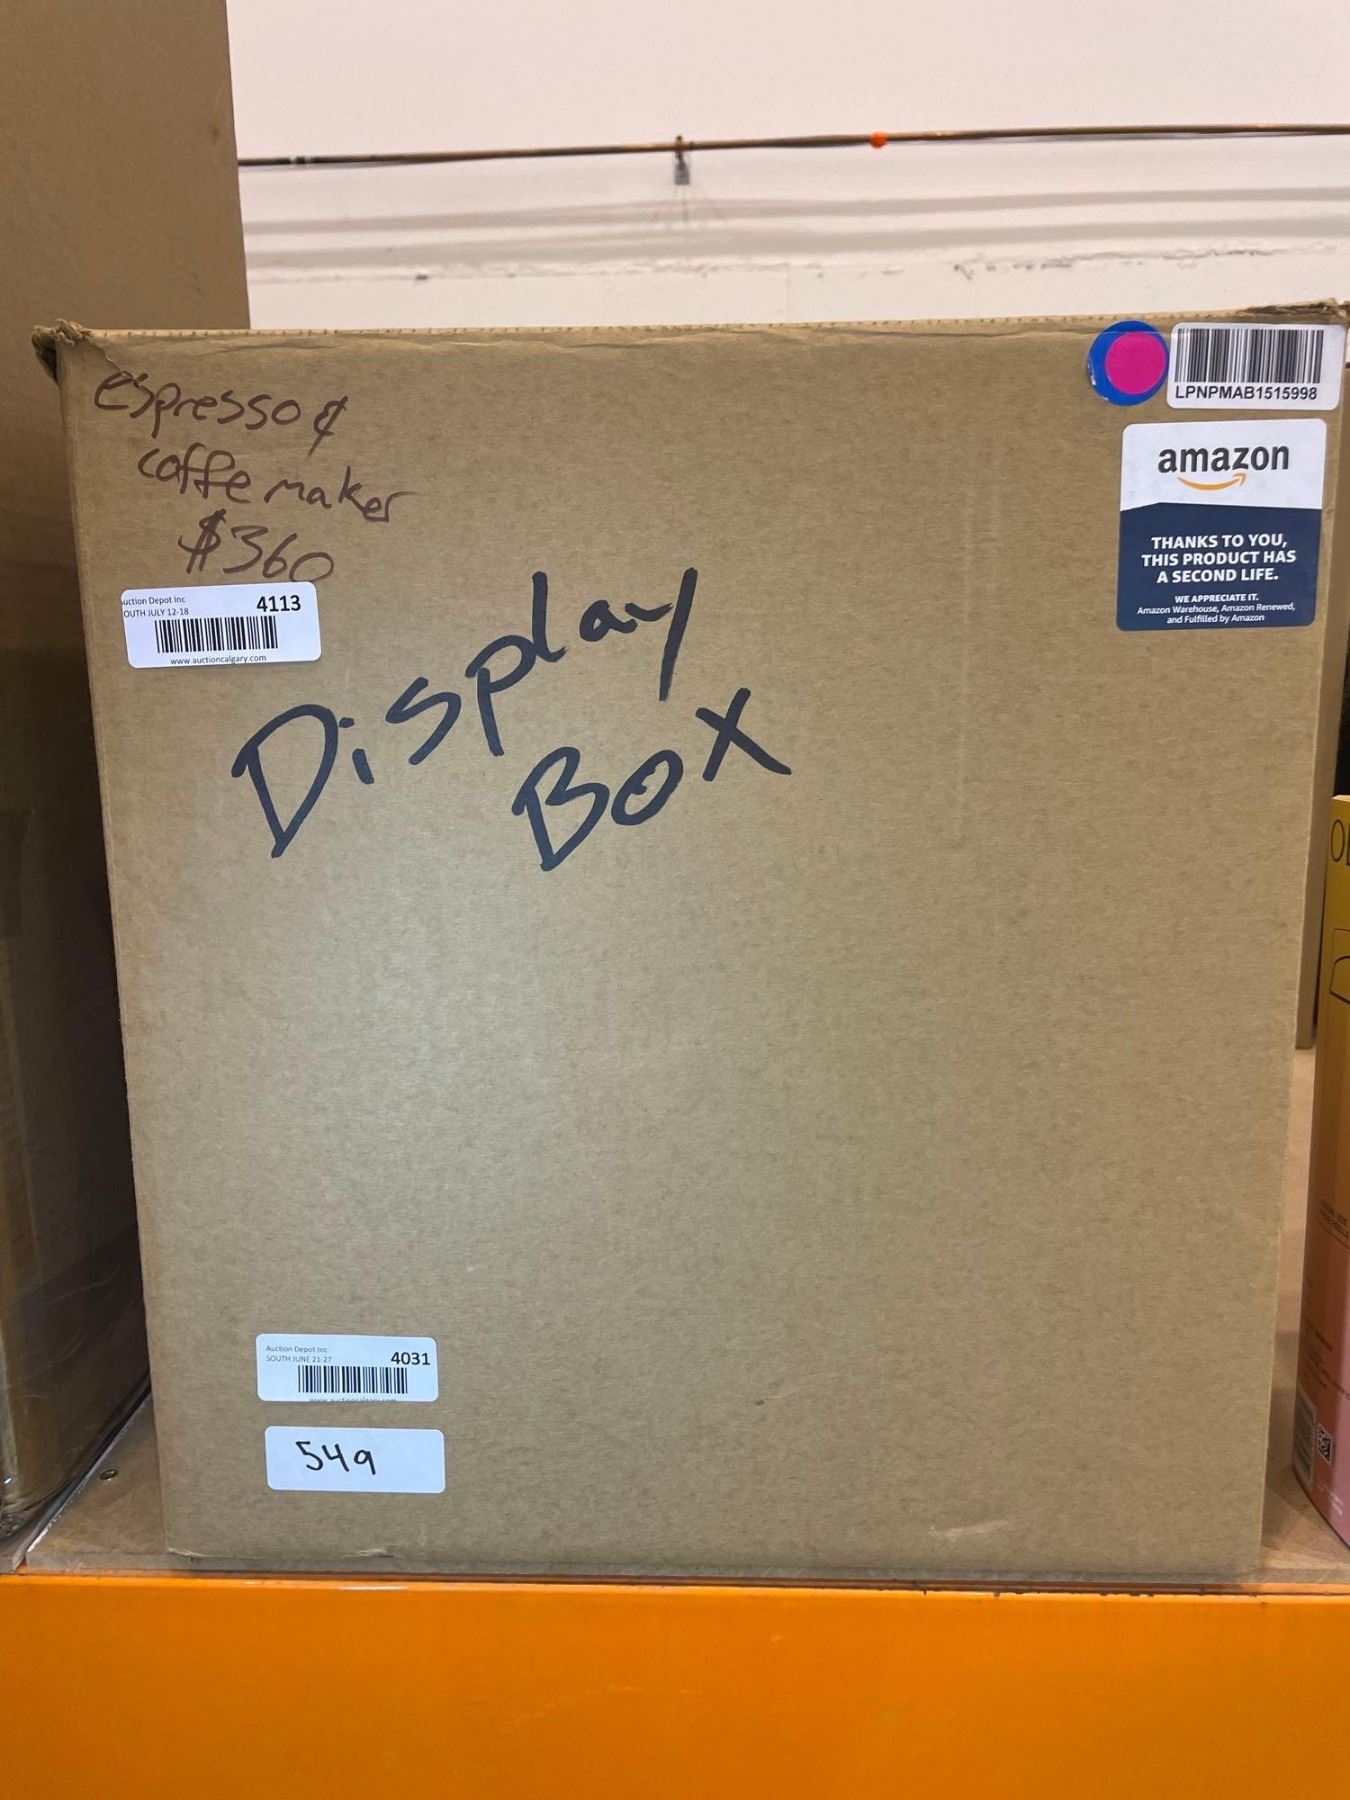 espresso &
coffe maker
$360
Display
Box
uction Depot Inc
OUTH JULY 12-18
4113
www.auctioncalgary.com
LPNPMAB1515998
amazon
THANKS TO YOU,
THIS PRODUCT HAS
A SECOND LIFE.
WE APPRECIATE IT.
Amazon Warehouse, Amazon Renewed,
and Fulfilled by Amazon
Auction Depot Inc
SOUTH JUNE 21-27
4031
549